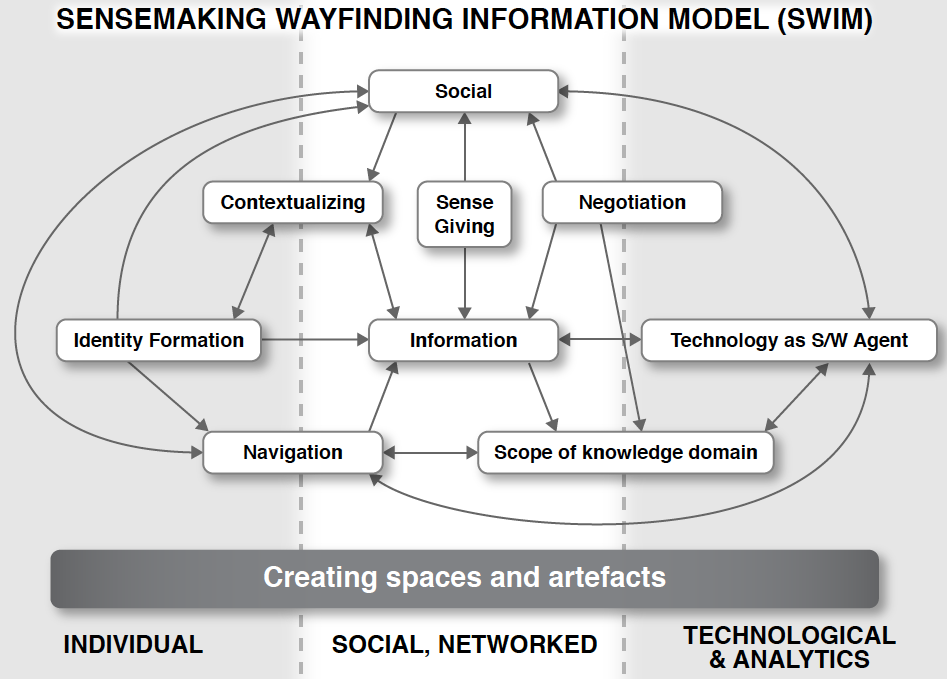 SENSEMAKING WAYFINDING INFORMATION MODEL (SWIM)
Social
Contextualizing
Sense
Giving
Negotiation
Identity Formation
Information
Technology as S/W Agent
Navigation
Scope of knowledge domain
Creating spaces and artefacts
INDIVIDUAL
SOCIAL, NETWORKED
TECHNOLOGICAL
& ANALYTICS